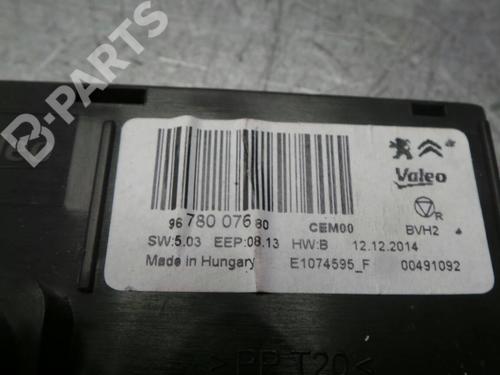 B-PARTS
Valeo
R
96 780 076 80
CEM00
BVH2
SW:5.03 EEP:08.13 HW:B 12.12.2014
Made in Hungary E1074595_F 00491092
>PP T20<